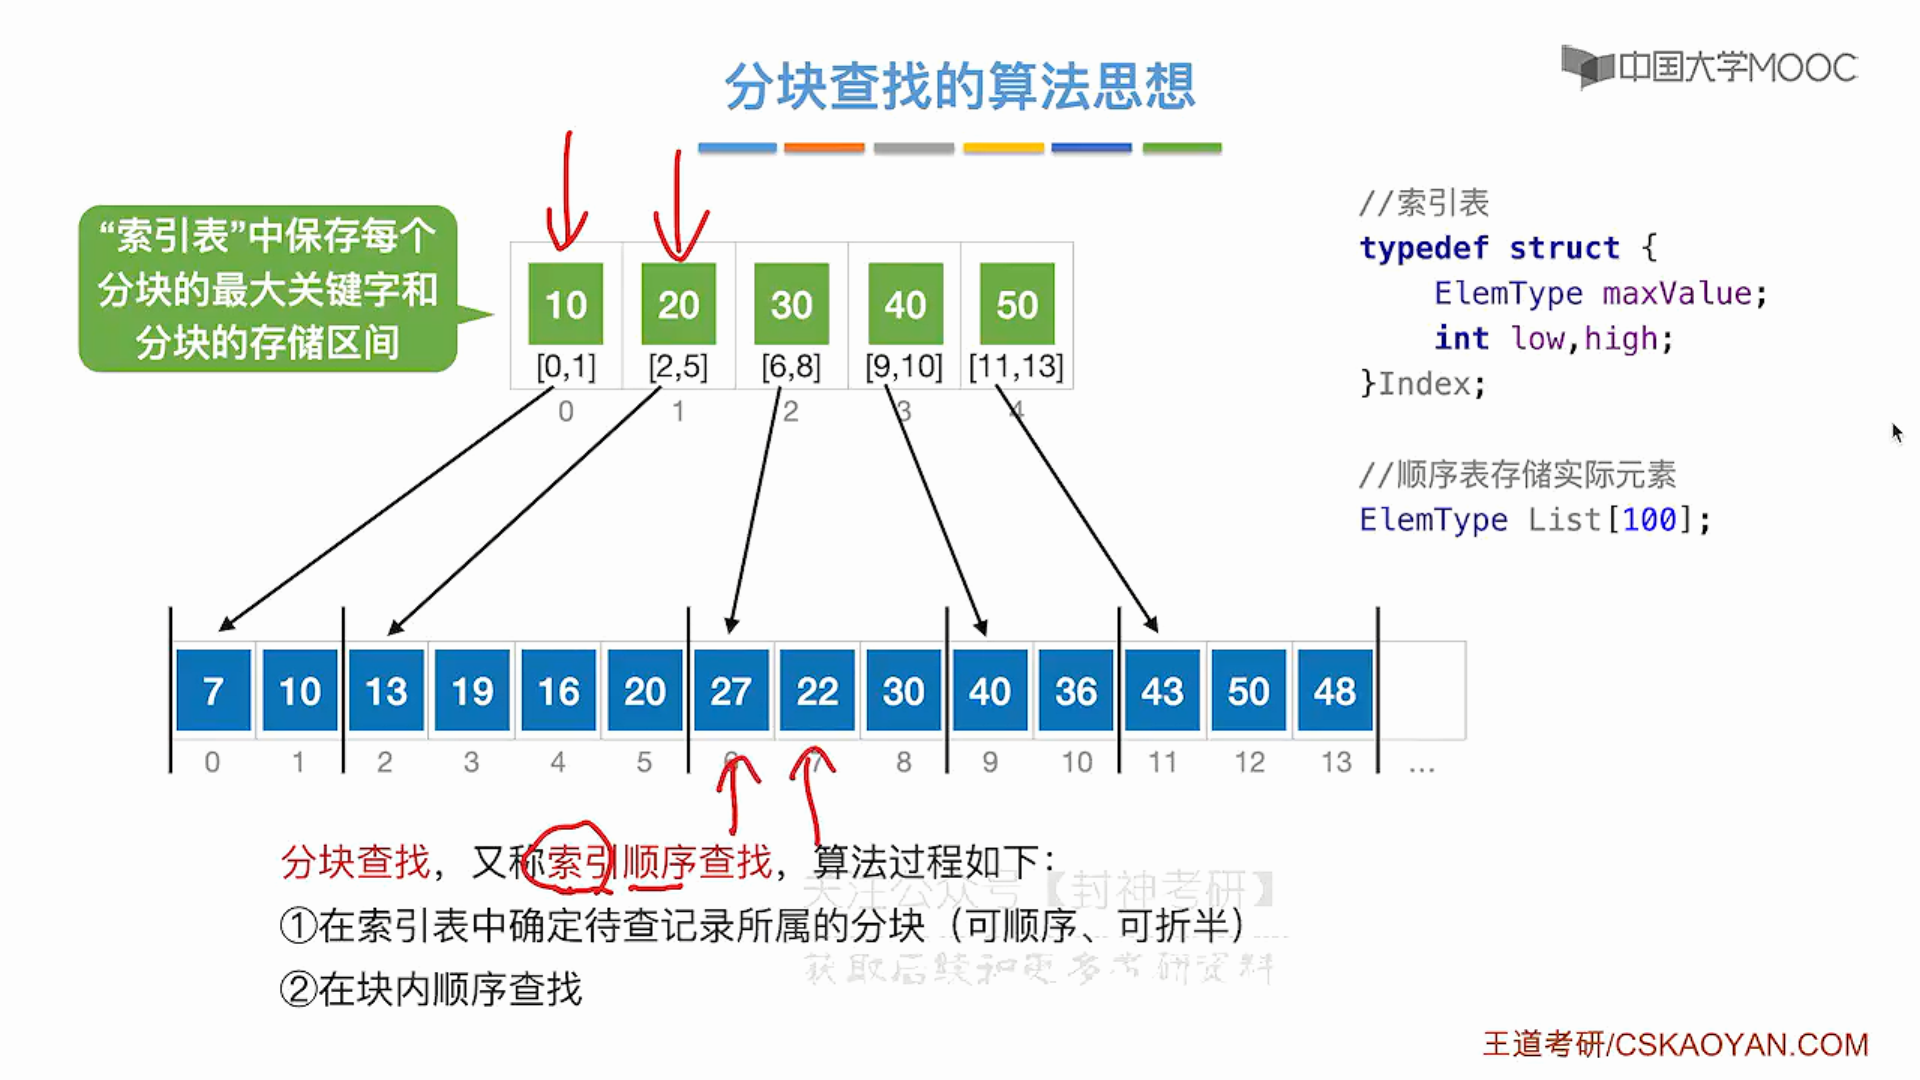 分块查找的算法思想
中国大学MOOC
“索引表”中保存每个
分块的最大关键字和
分块的存储区间
10 20 30 40 50
[0,1] [2,5] [6,8] [9,10] [11,13]
0 1 2 3 4
//索引表
typedef struct {
ElemType maxValue;
int low,high;
}Index;
//顺序表存储实际元素
ElemType List[100];
7 10 13 19 16 20 27 22 30 40 36 43 50 48
0 1 2 3 4 5 6 7 8 9 10 11 12 13 ...
分块查找，又称索引顺序查找，算法过程如下：
关注公众号【封神考研】
①在索引表中确定待查记录所属的分块（可顺序、可折半）
获取后续和更多考研资料
②在块内顺序查找
王道考研/CSKAOYAN.COM